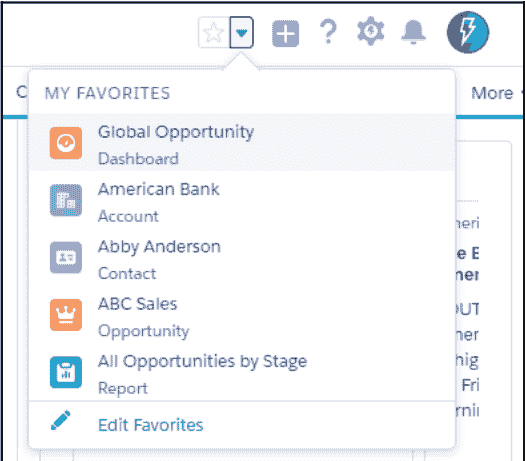 MY FAVORITES
More
Global Opportunity
Dashboard
American Bank
Account
Abby Anderson
Contact
ABC Sales
Opportunity
All Opportunities by Stage
Report
Edit Favorites